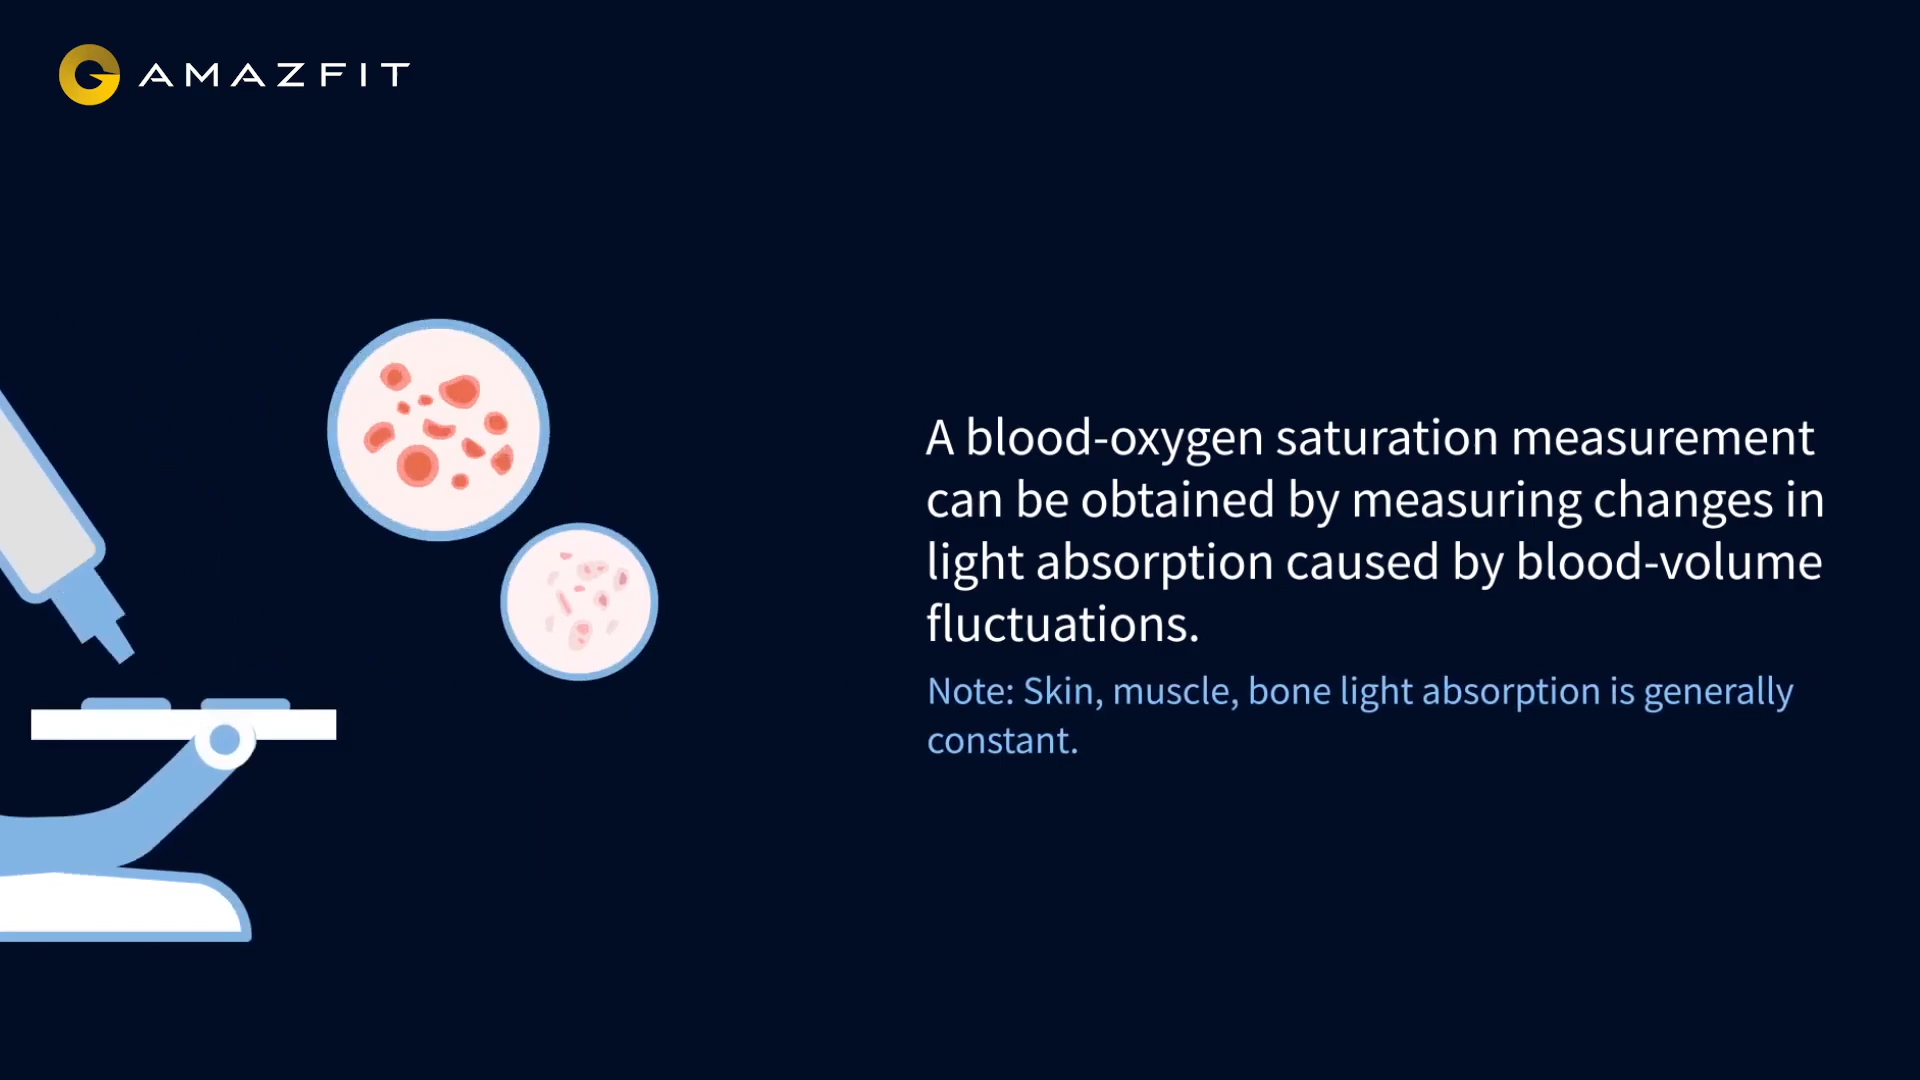 AMAZFIT
A blood-oxygen saturation measurement
can be obtained by measuring changes in
light absorption caused by blood-volume
fluctuations.
Note: Skin, muscle, bone light absorption is generally
constant.